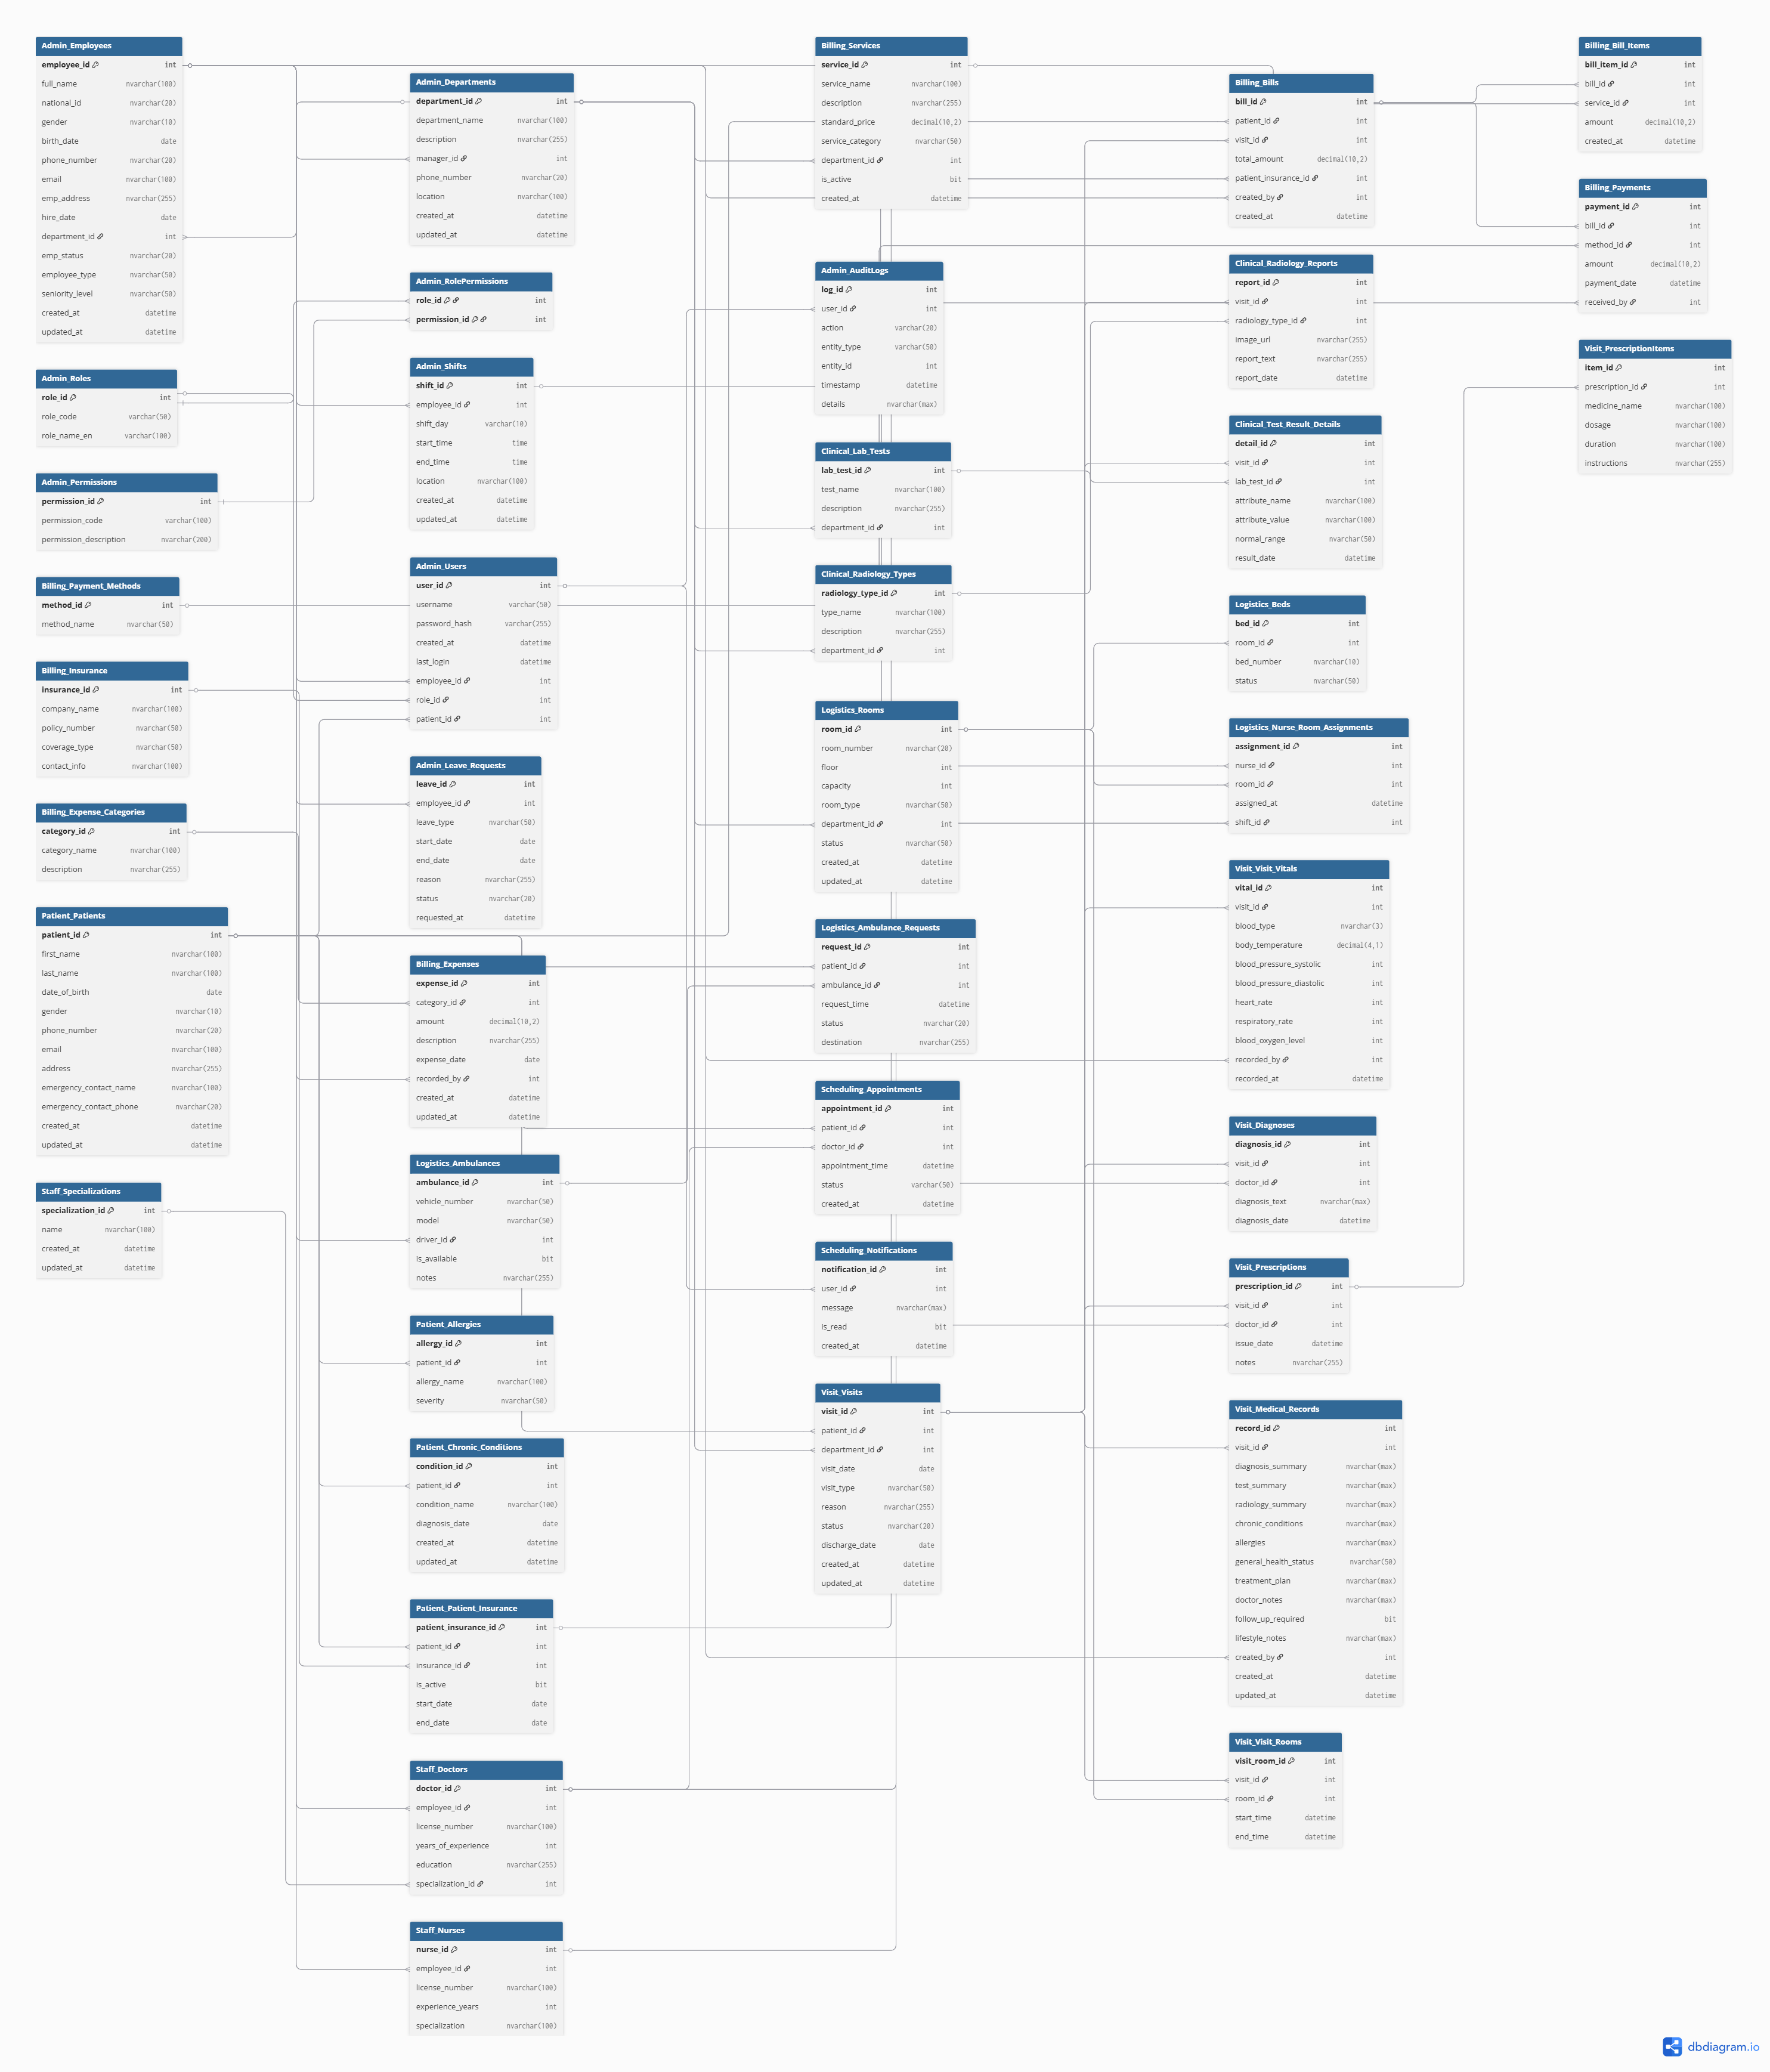 Admin_Employees
employee_id int
full_name nvarchar(100)
national_id nvarchar(20)
gender nvarchar(10)
birth_date date
phone_number nvarchar(20)
email nvarchar(100)
emp_address nvarchar(255)
hire_date date
department_id int
emp_status nvarchar(20)
employee_type nvarchar(50)
seniority_level nvarchar(50)
created_at datetime
updated_at datetime
Admin_Roles
role_id int
role_code varchar(50)
role_name_en varchar(100)
Admin_Permissions
permission_id int
permission_code varchar(100)
permission_description nvarchar(200)
Billing_Payment_Methods
method_id int
method_name nvarchar(50)
Billing_Insurance
insurance_id int
company_name nvarchar(100)
policy_number nvarchar(50)
coverage_type nvarchar(50)
contact_info nvarchar(100)
Billing_Expense_Categories
category_id int
category_name nvarchar(100)
description nvarchar(255)
Patient_Patients
patient_id int
first_name nvarchar(100)
last_name nvarchar(100)
date_of_birth date
gender nvarchar(10)
phone_number nvarchar(20)
email nvarchar(100)
address nvarchar(255)
emergency_contact_name nvarchar(100)
emergency_contact_phone nvarchar(20)
created_at datetime
updated_at datetime
Staff_Specializations
specialization_id int
name nvarchar(100)
created_at datetime
updated_at datetime
Admin_Departments
department_id int
department_name nvarchar(100)
description nvarchar(255)
manager_id int
phone_number nvarchar(20)
location nvarchar(100)
created_at datetime
updated_at datetime
Admin_RolePermissions
role_id int
permission_id int
Admin_Shifts
shift_id int
employee_id int
shift_day varchar(10)
start_time time
end_time time
location nvarchar(100)
created_at datetime
updated_at datetime
Admin_Users
user_id int
username varchar(50)
password_hash varchar(255)
created_at datetime
last_login datetime
employee_id int
role_id int
patient_id int
Admin_Leave_Requests
leave_id int
employee_id int
leave_type nvarchar(50)
start_date date
end_date date
reason nvarchar(255)
status nvarchar(20)
requested_at datetime
Billing_Expenses
expense_id int
category_id int
amount decimal(10,2)
description nvarchar(255)
expense_date date
recorded_by int
created_at datetime
updated_at datetime
Logistics_Ambulances
ambulance_id int
vehicle_number nvarchar(50)
model nvarchar(50)
driver_id int
is_available bit
notes nvarchar(255)
Patient_Allergies
allergy_id int
patient_id int
allergy_name nvarchar(100)
severity nvarchar(50)
Patient_Chronic_Conditions
condition_id int
patient_id int
condition_name nvarchar(100)
diagnosis_date date
created_at datetime
updated_at datetime
Patient_Patient_Insurance
patient_insurance_id int
patient_id int
insurance_id int
is_active bit
start_date date
end_date date
Staff_Doctors
doctor_id int
employee_id int
license_number nvarchar(100)
years_of_experience int
education nvarchar(255)
specialization_id int
Staff_Nurses
nurse_id int
employee_id int
license_number nvarchar(100)
experience_years int
specialization nvarchar(100)
Billing_Services
service_id int
service_name nvarchar(100)
description nvarchar(255)
standard_price decimal(10,2)
service_category nvarchar(50)
department_id int
is_active bit
created_at datetime
Admin_AuditLogs
log_id int
user_id int
action varchar(20)
entity_type varchar(50)
entity_id int
timestamp datetime
details nvarchar(max)
Clinical_Lab_Tests
lab_test_id int
test_name nvarchar(100)
description nvarchar(255)
department_id int
Clinical_Radiology_Types
radiology_type_id int
type_name nvarchar(100)
description nvarchar(255)
department_id int
Logistics_Rooms
room_id int
room_number nvarchar(20)
floor int
capacity int
room_type nvarchar(50)
department_id int
status nvarchar(50)
created_at datetime
updated_at datetime
Logistics_Ambulance_Requests
request_id int
patient_id int
ambulance_id int
request_time datetime
status nvarchar(20)
destination nvarchar(255)
Scheduling_Appointments
appointment_id int
patient_id int
doctor_id int
appointment_time datetime
status varchar(50)
created_at datetime
Scheduling_Notifications
notification_id int
user_id int
message nvarchar(max)
is_read bit
created_at datetime
Visit_Visits
visit_id int
patient_id int
department_id int
visit_date date
visit_type nvarchar(50)
reason nvarchar(255)
status nvarchar(20)
discharge_date date
created_at datetime
updated_at datetime
Billing_Bills
bill_id int
patient_id int
visit_id int
total_amount decimal(10,2)
patient_insurance_id int
created_by int
created_at datetime
Clinical_Radiology_Reports
report_id int
visit_id int
radiology_type_id int
image_url nvarchar(255)
report_text nvarchar(255)
report_date datetime
Clinical_Test_Result_Details
detail_id int
visit_id int
lab_test_id int
attribute_name nvarchar(100)
attribute_value nvarchar(100)
normal_range nvarchar(50)
result_date datetime
Logistics_Beds
bed_id int
room_id int
bed_number nvarchar(10)
status nvarchar(50)
Logistics_Nurse_Room_Assignments
assignment_id int
nurse_id int
room_id int
assigned_at datetime
shift_id int
Visit_Visit_Vitals
vital_id int
visit_id int
blood_type nvarchar(3)
body_temperature decimal(4,1)
blood_pressure_systolic int
blood_pressure_diastolic int
heart_rate int
respiratory_rate int
blood_oxygen_level int
recorded_by int
recorded_at datetime
Visit_Diagnoses
diagnosis_id int
visit_id int
doctor_id int
diagnosis_text nvarchar(max)
diagnosis_date datetime
Visit_Prescriptions
prescription_id int
visit_id int
doctor_id int
issue_date datetime
notes nvarchar(255)
Visit_Medical_Records
record_id int
visit_id int
diagnosis_summary nvarchar(max)
test_summary nvarchar(max)
radiology_summary nvarchar(max)
chronic_conditions nvarchar(max)
allergies nvarchar(max)
general_health_status nvarchar(50)
treatment_plan nvarchar(max)
doctor_notes nvarchar(max)
follow_up_required bit
lifestyle_notes nvarchar(max)
created_by int
created_at datetime
updated_at datetime
Visit_Visit_Rooms
visit_room_id int
visit_id int
room_id int
start_time datetime
end_time datetime
Billing_Bill_Items
bill_item_id int
bill_id int
service_id int
amount decimal(10,2)
created_at datetime
Billing_Payments
payment_id int
bill_id int
method_id int
amount decimal(10,2)
payment_date datetime
received_by int
Visit_PrescriptionItems
item_id int
prescription_id int
medicine_name nvarchar(100)
dosage nvarchar(100)
duration nvarchar(100)
instructions nvarchar(255)
dbdiagram.io